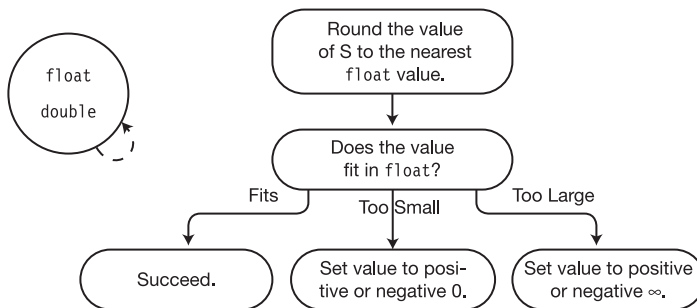 Round the value
of S to the nearest
float value.
float
double
Does the value
fit in float?
Fits
Too Small
Too Large
Succeed.
Set value to posi-
tive or negative 0.
Set value to positive
or negative ∞.